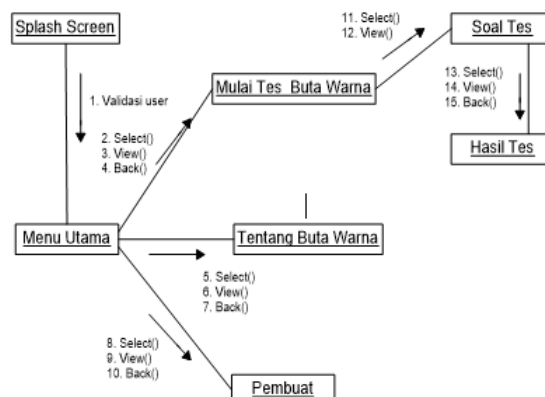 Splash Screen
1. Validasi user
Menu Utama
2. Select()
3. View()
4. Back()
Mulai Tes Buta Warna
11. Select()
12. View()
Soal Tes
13. Select()
14. View()
15. Back()
Hasil Tes
Tentang Buta Warna
5. Select()
6. View()
7. Back()
8. Select()
9. View()
10. Back()
Pembuat